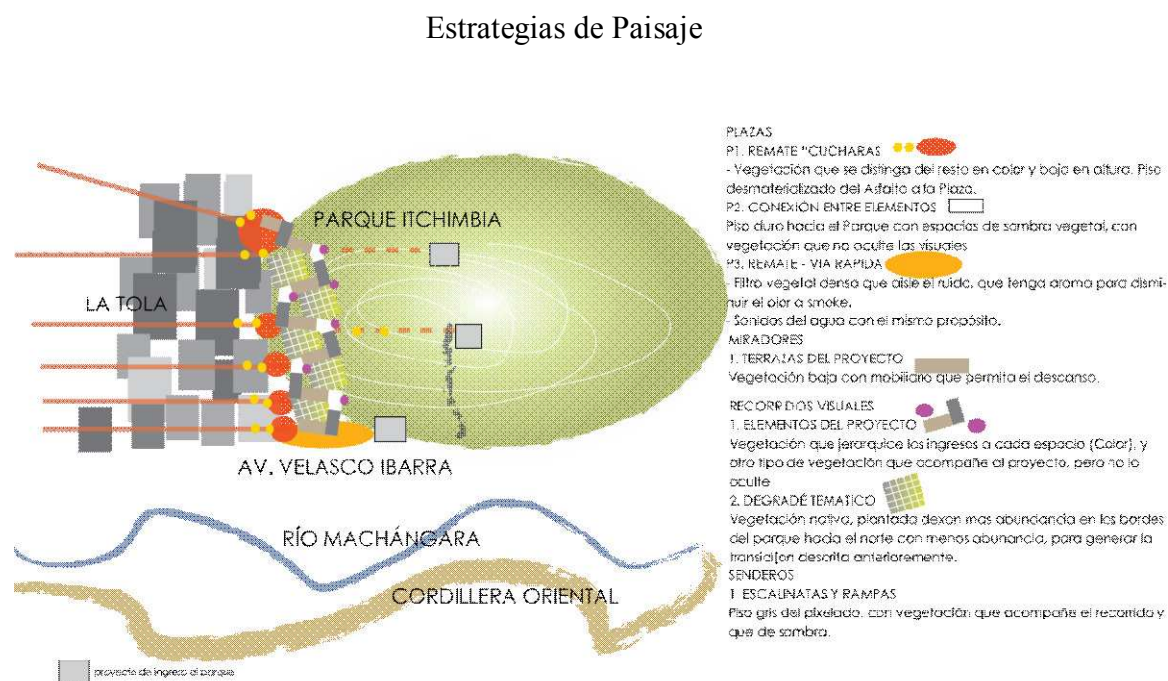 Estrategias de Paisaje
PARQUE ITCHIMBIA
LA TOLA
AV. VELASCO IBARRA
RÍO MACHÁNGARA
CORDILLERA ORIENTAL
proyecto de ingreso al parque
PLAZAS
P1. REMATE "CUCHARAS
- Vegetación que se distinga del resto en color y baja en altura. Piso
desmaterializado del Asfalto a la Plaza.
P2. CONEXION ENTRE ELEMENTOS
Piso duro hacia el Parque con espacios de sombra vegetal, con
vegetación que no oculte las visuales
P3. REMATE - VIA RAPIDA
- Filtro vegetal denso que aisle el ruido, que tenga aroma para dismi-
nuir el olor a smoke.
- Sonidos del agua con el mismo propósito.
MIRADORES
1. TERRAZAS DEL PROYECTO
Vegetación baja con mobiliario que permita el descanso.
RECORRIDOS VISUALES
1. ELEMENTOS DEL PROYECTO
Vegetación que jerarquice los ingresos a cada espacio (Color), y
otro tipo de vegetación que acompañe al proyecto, pero no lo
oculte
2. DEGRADÉ TEMATICO
Vegetación nativa, plantada dexon mas abundancia en los bordes
del parque hacia el norte con menos abunancia, para generar la
descrita anterioremente.
SENDEROS
1 ESCALINATAS Y RAMPAS
Piso gris del pixelado, con vegetación que acompañe el recorrido y
que de sombra.